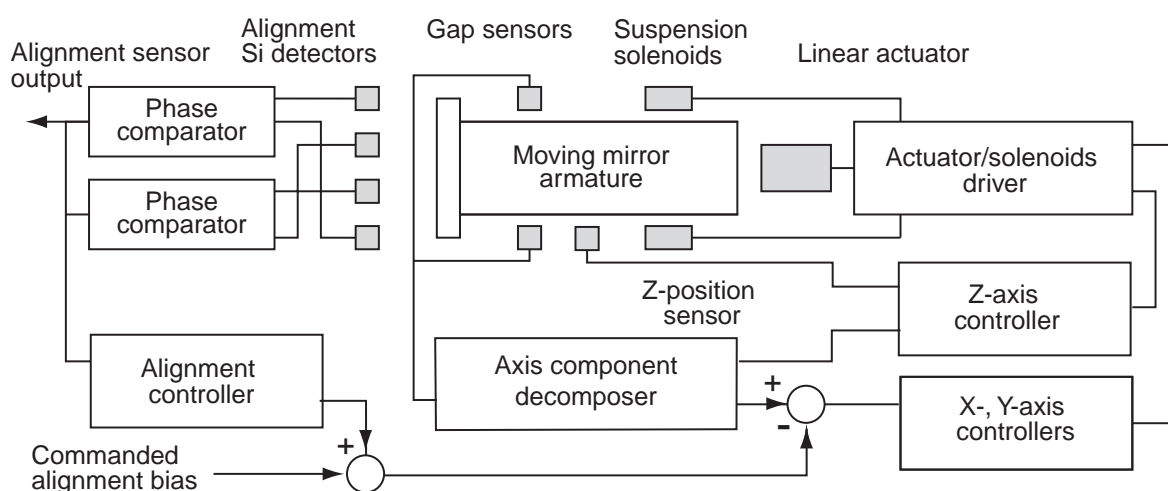 Alignment sensor
output
Alignment
Si detectors
Gap sensors
Suspension
solenoids
Linear actuator
Phase
comparator
Phase
comparator
Moving mirror
armature
Actuator/solenoids
driver
Z-position
sensor
Z-axis
controller
Alignment
controller
Axis component
decomposer
X-, Y-axis
controllers
+
-
+
Commanded
alignment bias